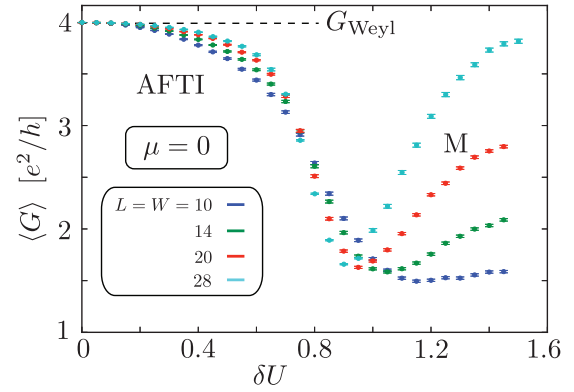 4
G_Weyl
AFTI
3
μ = 0
M
⟨G⟩ [e²/h]
L = W = 10
14
2
20
28
1
0 0.4 0.8 1.2 1.6
δU